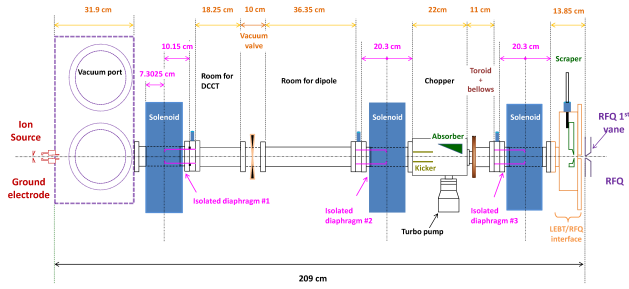 31.9 cm
18.25 cm
10 cm
36.35 cm
22cm
11 cm
13.85 cm
10.15 cm
20.3 cm
20.3 cm
7.3025 cm
Vacuum
valve
Vacuum port
Room for
DCCT
Room for dipole
Chopper
Toroid
+
bellows
Scraper
Solenoid
Solenoid
Solenoid
RFQ 1st
vane
Ion
Source
Absorber
Kicker
Ground
electrode
RFQ
Isolated diaphragm #1
Isolated
diaphragm #2
Isolated
diaphragm #3
Turbo pump
LEBT/RFQ
interface
209 cm